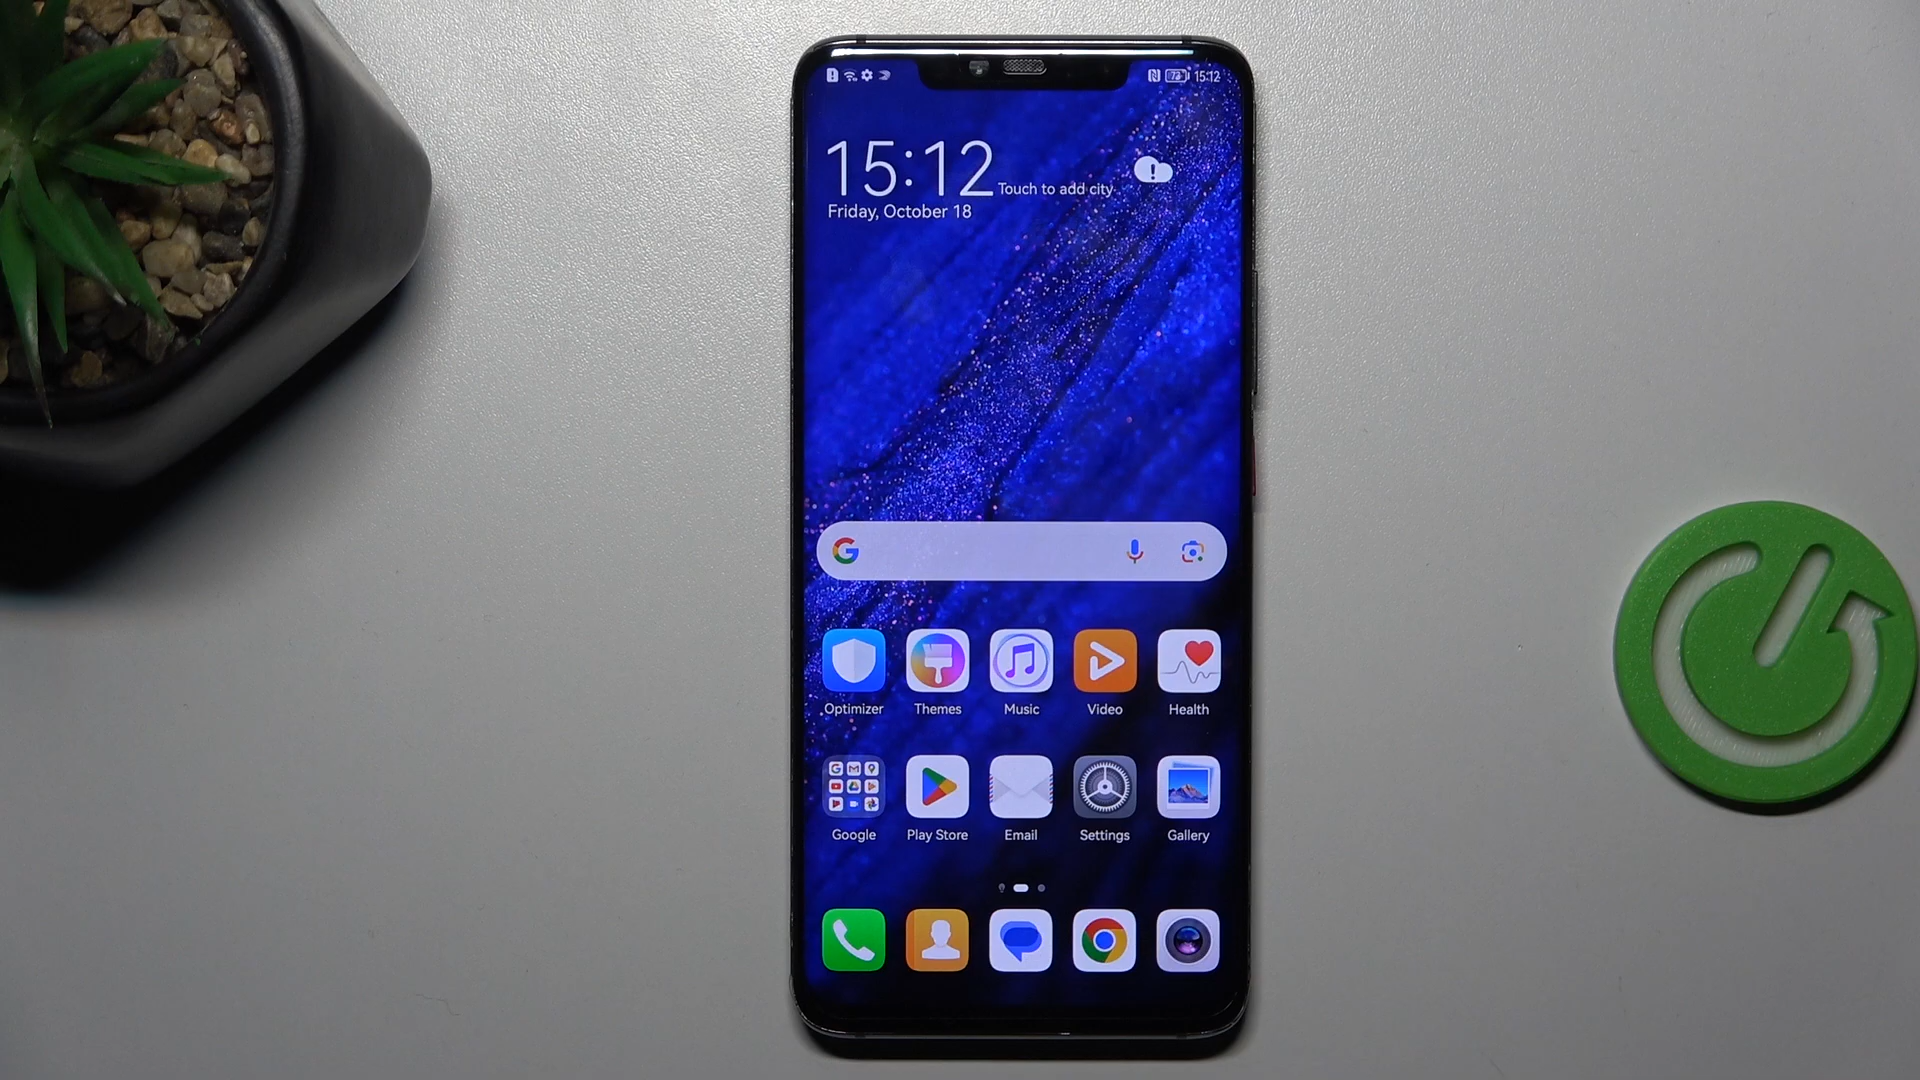 73 15:12
15:12 Touch to add city
Friday, October 18
Optimizer Themes Music Video Health
Google Play Store Email Settings Gallery